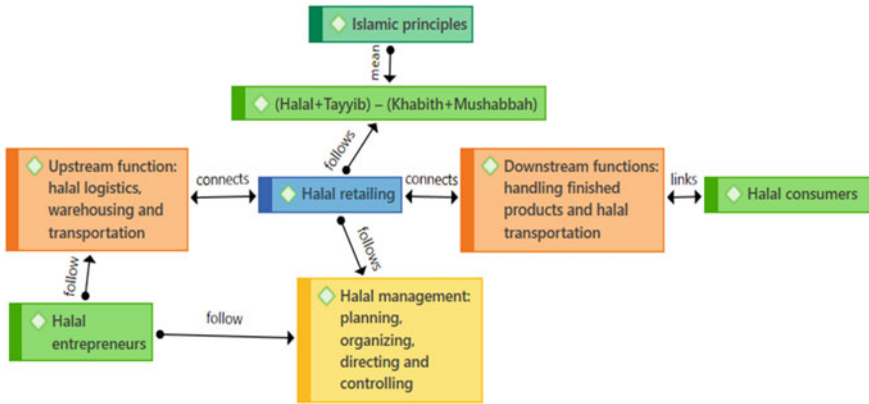 Islamic principles
mean
(Halal+Tayyib) – (Khabith+Mushabbah)
follows
Upstream function:
halal logistics,
warehousing and
transportation
connects
Halal retailing
connects
Downstream functions:
handling finished
products and halal
transportation
links
Halal consumers
follow
follows
Halal
entrepreneurs
follow
Halal management:
planning,
organizing,
directing and
controlling